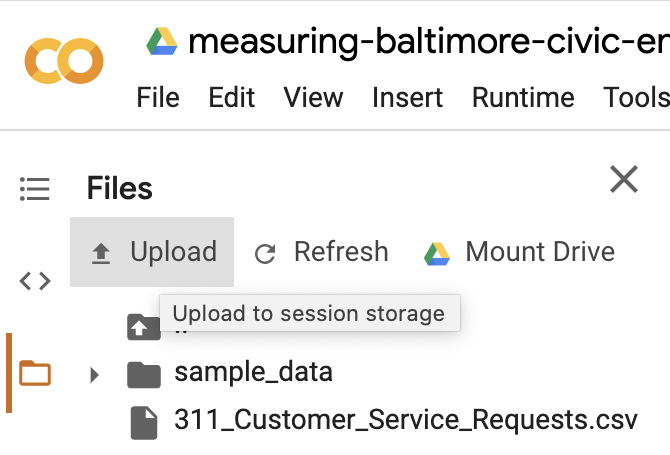 measuring-baltimore-civic-en
File Edit View Insert Runtime Tools
Files
Upload Refresh Mount Drive
Upload to session storage
sample_data
311_Customer_Service_Requests.csv